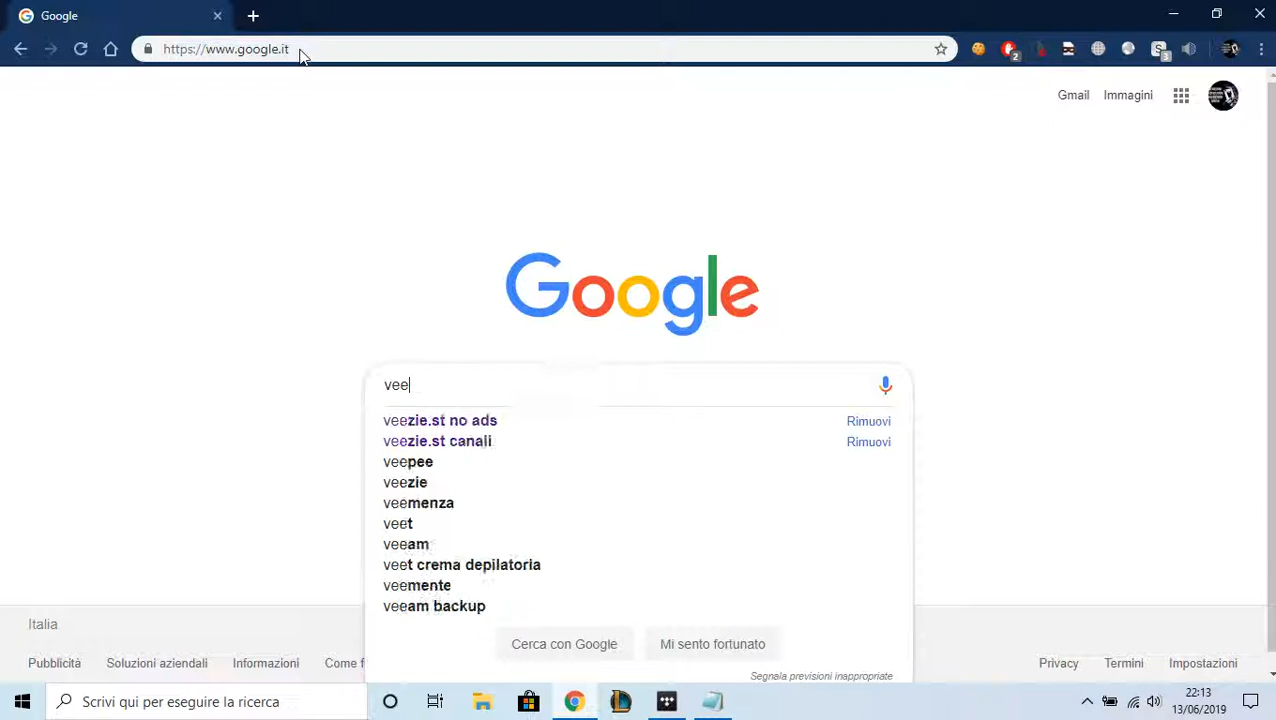 Google
https://www.google.it
2
3
Gmail Immagini
Google
vee
veezie.st no ads Rimuovi
veezie.st canali Rimuovi
veepee
veezie
veemenza
veet
veeam
veet crema depilatoria
veemente
veeam backup
Italia
Cerca con Google Mi sento fortunato
Pubblicità Soluzioni aziendali Informazioni Come f Privacy Termini Impostazioni
Segnala previsioni inappropriate
Scrivi qui per eseguire la ricerca
22:13
13/06/2019